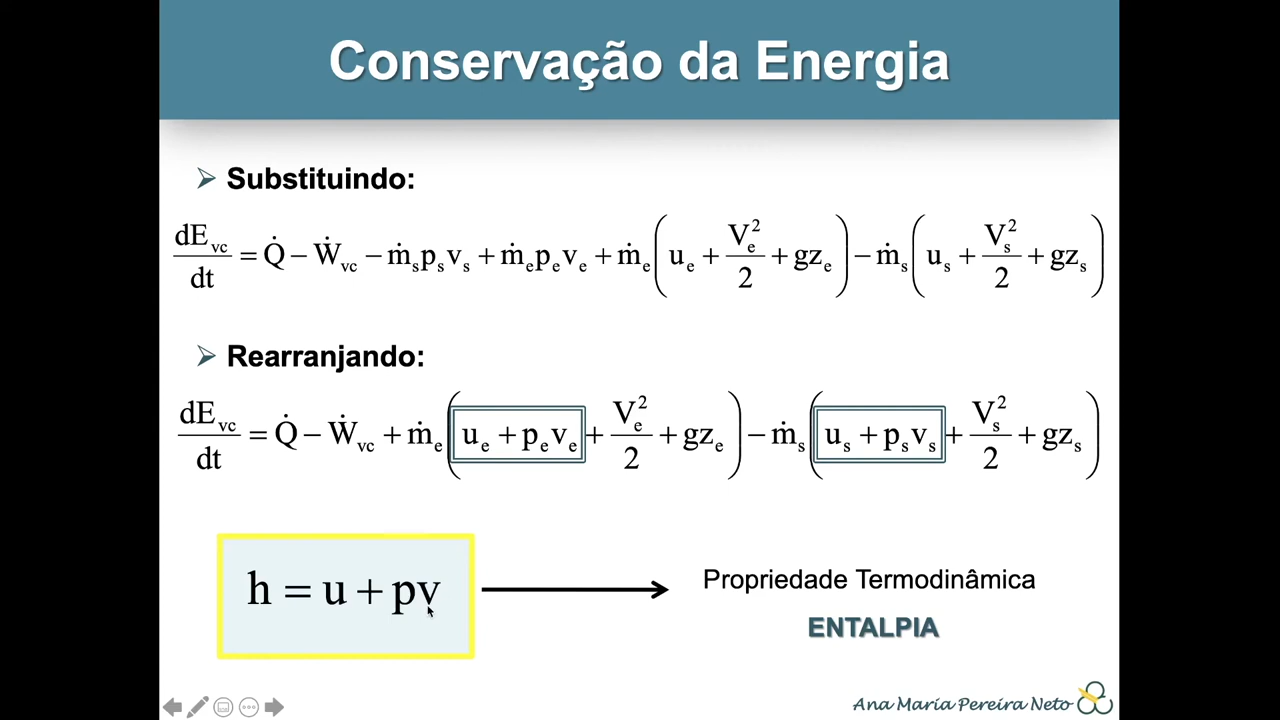 Conservação da Energia
➢ Substituindo:
dE_vc/dt = Q̇ − Ẇ_vc − ṁ_s p_s v_s + ṁ_e p_e v_e + ṁ_e (u_e + V_e²/2 + gz_e) − ṁ_s (u_s + V_s²/2 + gz_s)
➢ Rearranjando:
dE_vc/dt = Q̇ − Ẇ_vc + ṁ_e (u_e + p_e v_e + V_e²/2 + gz_e) − ṁ_s (u_s + p_s v_s + V_s²/2 + gz_s)
h = u + pv
Propriedade Termodinâmica
ENTALPIA
Ana Maria Pereira Neto